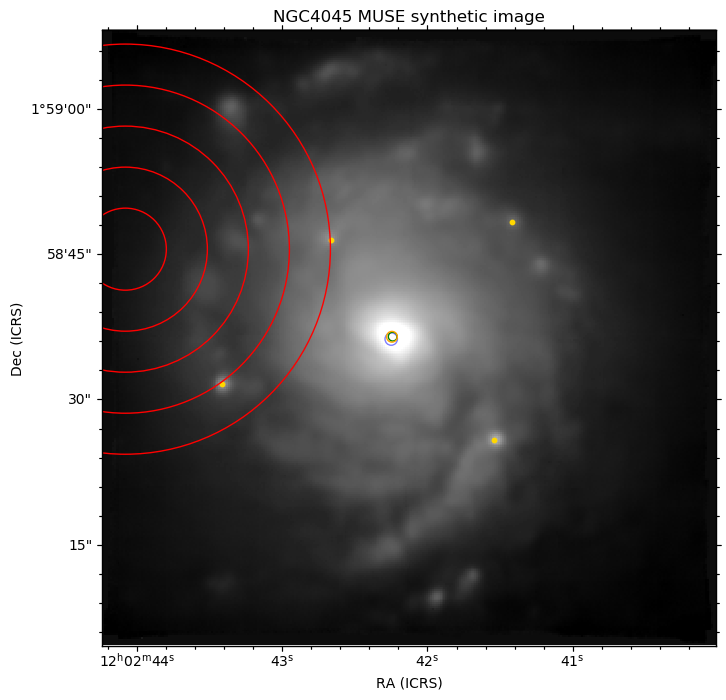 NGC4045 MUSE synthetic image
1°59'00"
58'45"
30"
15"
Dec (ICRS)
12ʰ02ᵐ44ˢ 43ˢ 42ˢ 41ˢ
RA (ICRS)